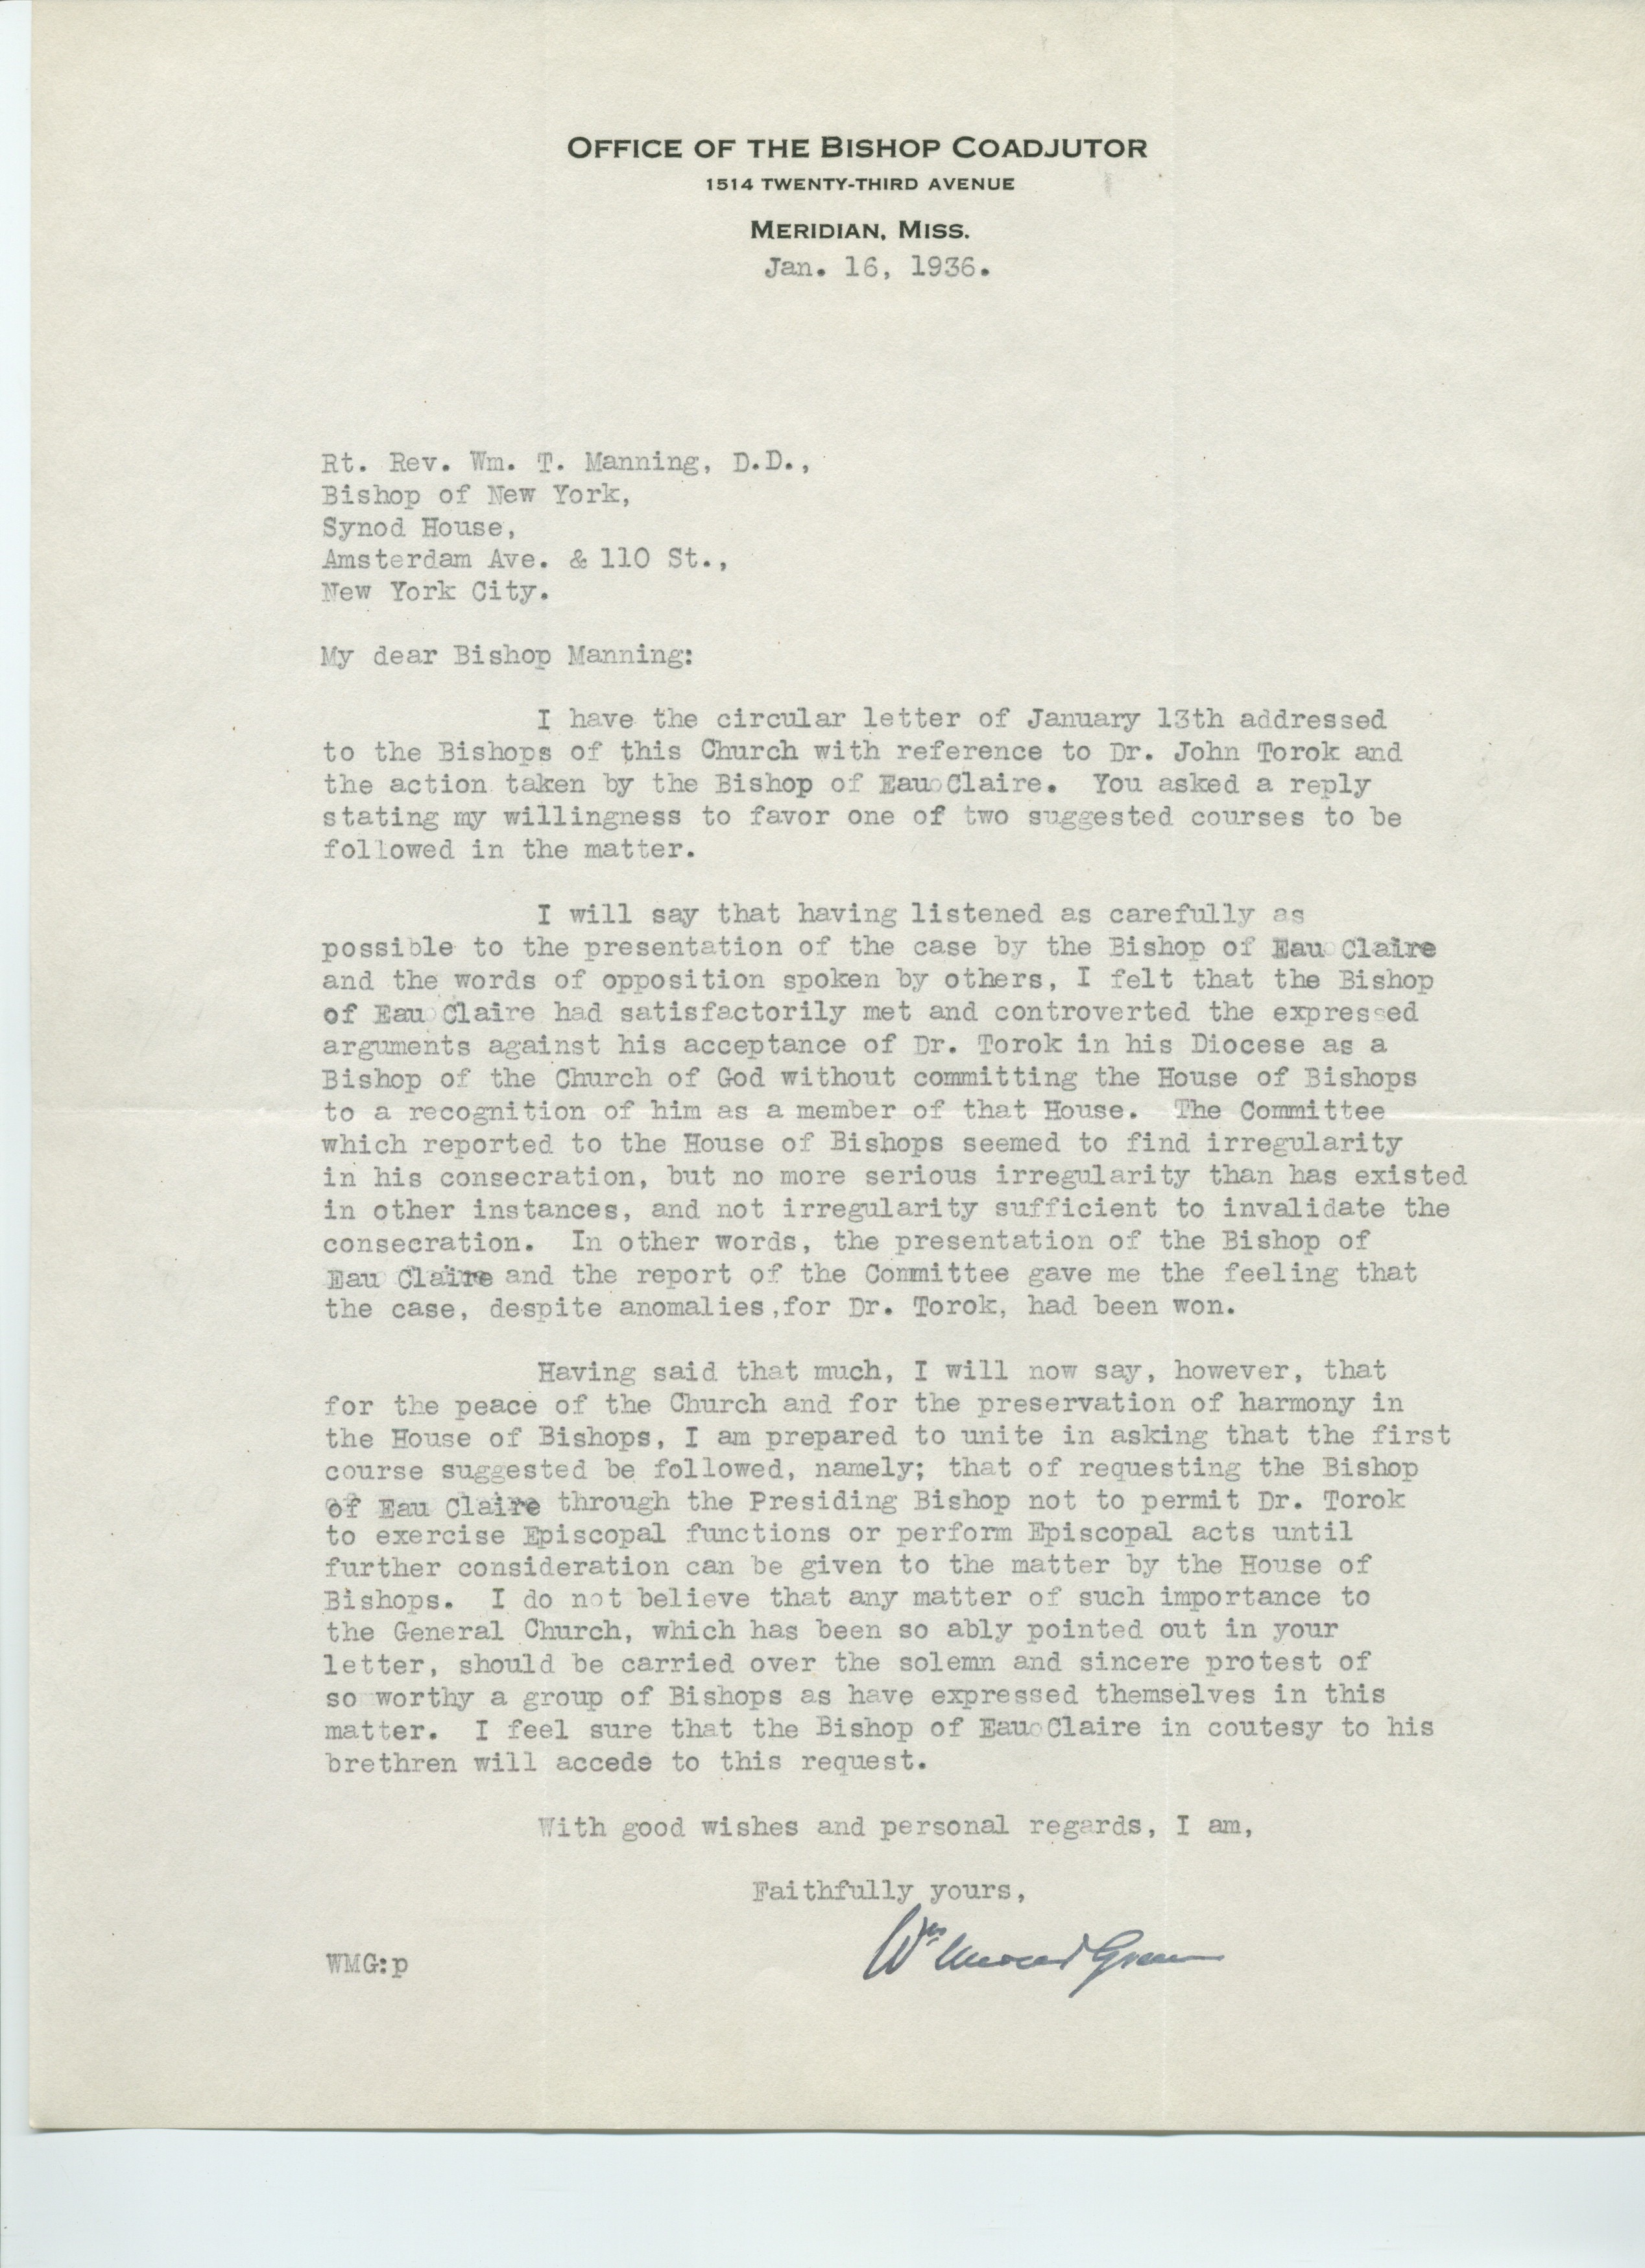 OFFICE OF THE BISHOP COADJUTOR
1514 TWENTY-THIRD AVENUE
MERIDIAN, MISS.
Jan. 16, 1936.
Rt. Rev. Wm. T. Manning, D.D.,
Bishop of New York,
Synod House,
Amsterdam Ave. & 110 St.,
New York City.
My dear Bishop Manning:
I have the circular letter of January 13th addressed
to the Bishops of this Church with reference to Dr. John Torok and
the action taken by the Bishop of Eau Claire. You asked a reply
stating my willingness to favor one of two suggested courses to be
followed in the matter.
I will say that having listened as carefully as
possible to the presentation of the case by the Bishop of Eau Claire
and the words of opposition spoken by others, I felt that the Bishop
of Eau Claire had satisfactorily met and controverted the expressed
arguments against his acceptance of Dr. Torok in his Diocese as a
Bishop of the Church of God without committing the House of Bishops
to a recognition of him as a member of that House. The Committee
which reported to the House of Bishops seemed to find irregularity
in his consecration, but no more serious irregularity than has existed
in other instances, and not irregularity sufficient to invalidate the
consecration. In other words, the presentation of the Bishop of
Eau Claire and the report of the Committee gave me the feeling that
the case, despite anomalies,for Dr. Torok, had been won.
Having said that much, I will now say, however, that
for the peace of the Church and for the preservation of harmony in
the House of Bishops, I am prepared to unite in asking that the first
course suggested be followed, namely; that of requesting the Bishop
of Eau Claire through the Presiding Bishop not to permit Dr. Torok
to exercise Episcopal functions or perform Episcopal acts until
further consideration can be given to the matter by the House of
Bishops. I do not believe that any matter of such importance to
the General Church, which has been so ably pointed out in your
letter, should be carried over the solemn and sincere protest of
so worthy a group of Bishops as have expressed themselves in this
matter. I feel sure that the Bishop of Eau Claire in coutesy to his
brethren will accede to this request.
With good wishes and personal regards, I am,
Faithfully yours,
Wm Mercer Green
WMG:p